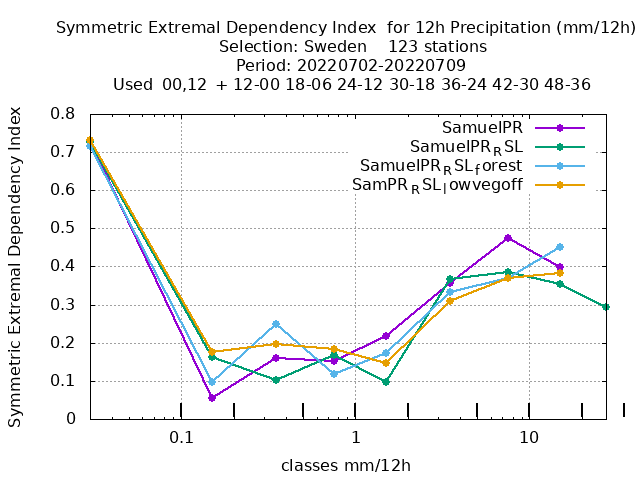 Symmetric Extremal Dependency Index  for 12h Precipitation (mm/12h)
Selection: Sweden    123 stations
Period: 20220702-20220709
Used  00,12  + 12-00 18-06 24-12 30-18 36-24 42-30 48-36
Symmetric Extremal Dependency Index
0.8
0.7
0.6
0.5
0.4
0.3
0.2
0.1
0
SamuelPR
SamuelPR_RSL
SamuelPR_RSL_forest
SamPR_RSL_lowvegoff
0.1
1
10
classes mm/12h